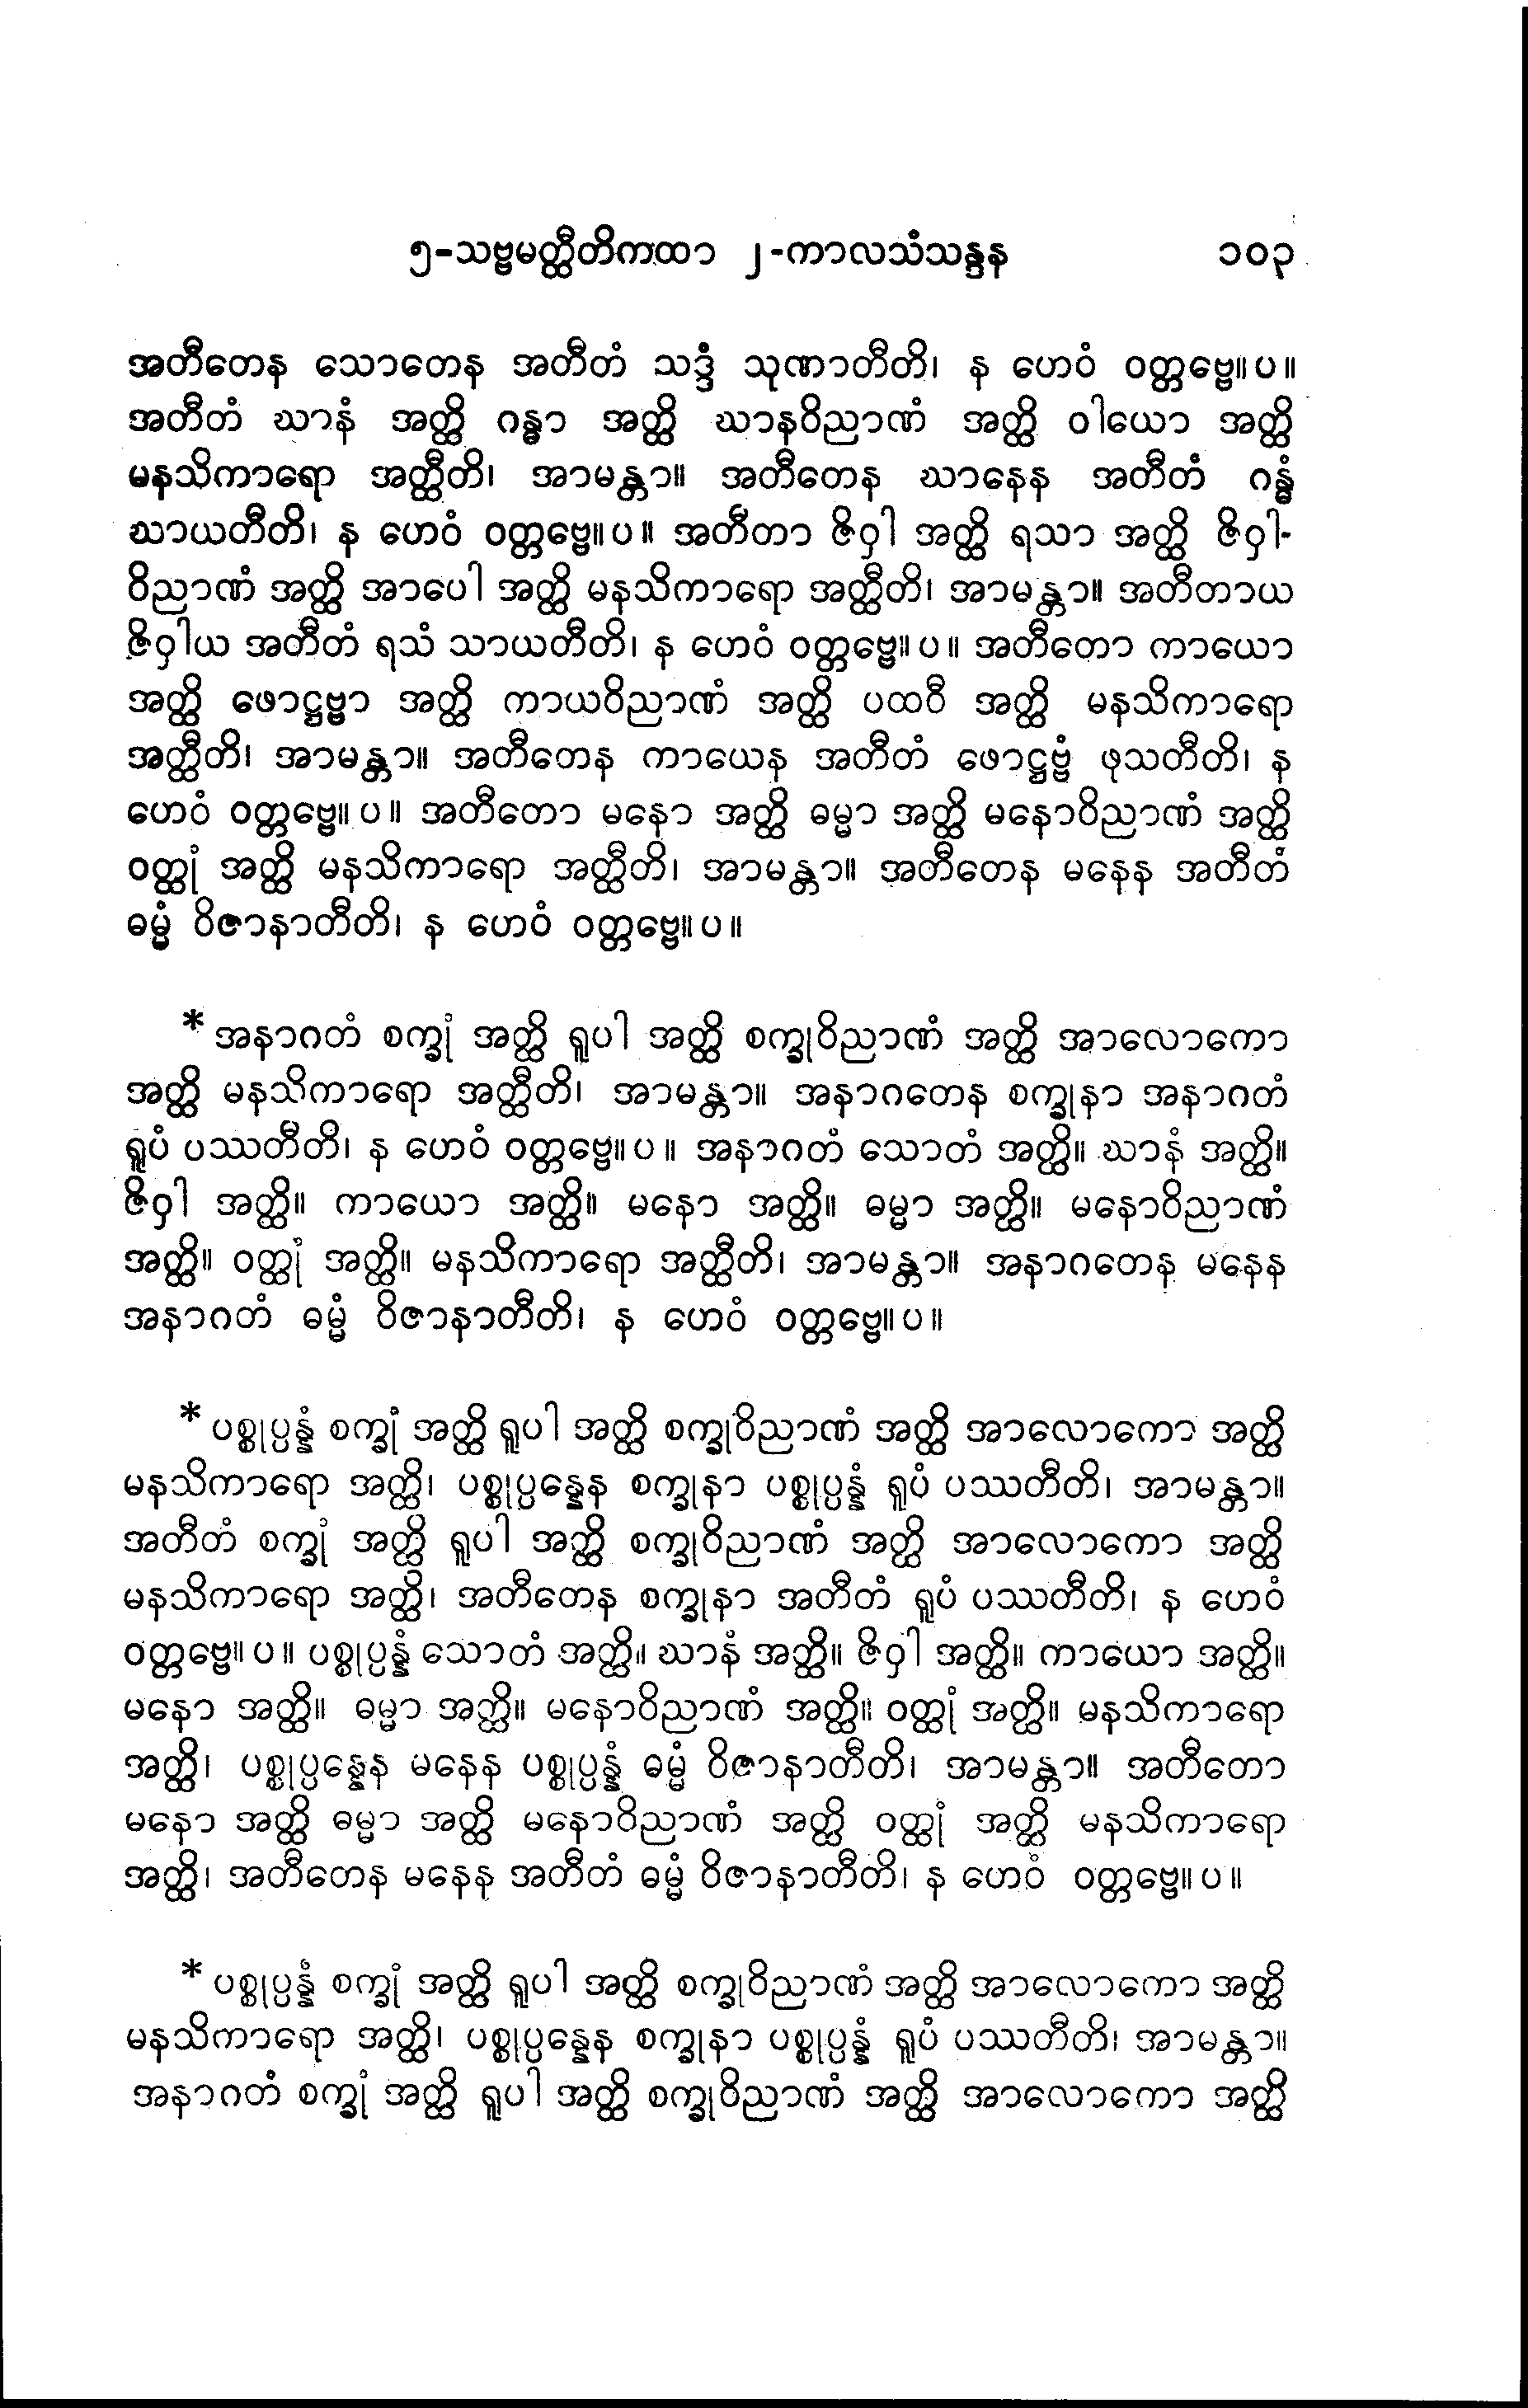 ၅-သဗ္ဗမတ္ထီတိကထာ ၂-ကာလသံသန္ဒန ၁၀၃
အတီတေန သောတေန အတီတံ သဒ္ဒံ သုဏာတီတိ၊ န ဟေဝံ ဝတ္တဗ္ဗေ။ပ။
အတီတံ ဃာနံ အတ္ထိ ဂန္ဓာ အတ္ထိ ဃာနဝိညာဏံ အတ္ထိ ဝါယော အတ္ထိ
မနသိကာရော အတ္ထီတိ၊ အာမန္တာ။ အတီတေန ဃာနေန အတီတံ ဂန္ဓံ
ဃာယတီတိ၊ န ဟေဝံ ဝတ္တဗ္ဗေ။ပ။ အတီတာ ဇိဝှါ အတ္ထိ ရသာ အတ္ထိ ဇိဝှါ-
ဝိညာဏံ အတ္ထိ အာပေါ အတ္ထိ မနသိကာရော အတ္ထီတိ၊ အာမန္တာ။ အတီတာယ
ဇိဝှါယ အတီတံ ရသံ သာယတီတိ၊ န ဟေဝံ ဝတ္တဗ္ဗေ။ပ။ အတီတော ကာယော
အတ္ထိ ဖောဋ္ဌဗ္ဗာ အတ္ထိ ကာယဝိညာဏံ အတ္ထိ ပထဝီ အတ္ထိ မနသိကာရော
အတ္ထီတိ၊ အာမန္တာ။ အတီတေန ကာယေန အတီတံ ဖောဋ္ဌဗ္ဗံ ဖုသတီတိ၊ န
ဟေဝံ ဝတ္တဗ္ဗေ။ပ။ အတီတော မနော အတ္ထိ ဓမ္မာ အတ္ထိ မနောဝိညာဏံ အတ္ထိ
ဝတ္ထုံ အတ္ထိ မနသိကာရော အတ္ထီတိ၊ အာမန္တာ။ အတီတေန မနေန အတီတံ
ဓမ္မံ ဝိဇာနာတီတိ၊ န ဟေဝံ ဝတ္တဗ္ဗေ။ပ။
* အနာဂတံ စက္ခုံ အတ္ထိ ရူပါ အတ္ထိ စက္ခုဝိညာဏံ အတ္ထိ အာလောကော
အတ္ထိ မနသိကာရော အတ္ထီတိ၊ အာမန္တာ။ အနာဂတေန စက္ခုနာ အနာဂတံ
ရူပံ ပဿတီတိ၊ န ဟေဝံ ဝတ္တဗ္ဗေ။ပ။ အနာဂတံ သောတံ အတ္ထိ။ ဃာနံ အတ္ထိ။
ဇိဝှါ အတ္ထိ။ ကာယော အတ္ထိ။ မနော အတ္ထိ။ ဓမ္မာ အတ္ထိ။ မနောဝိညာဏံ
အတ္ထိ။ ဝတ္ထုံ အတ္ထိ။ မနသိကာရော အတ္ထီတိ၊ အာမန္တာ။ အနာဂတေန မနေန
အနာဂတံ ဓမ္မံ ဝိဇာနာတီတိ၊ န ဟေဝံ ဝတ္တဗ္ဗေ။ပ။
* ပစ္စုပ္ပန္နံ စက္ခုံ အတ္ထိ ရူပါ အတ္ထိ စက္ခုဝိညာဏံ အတ္ထိ အာလောကော အတ္ထိ
မနသိကာရော အတ္ထိ၊ ပစ္စုပ္ပန္နေန စက္ခုနာ ပစ္စုပ္ပန္နံ ရူပံ ပဿတီတိ၊ အာမန္တာ။
အတီတံ စက္ခုံ အတ္ထိ ရူပါ အတ္ထိ စက္ခုဝိညာဏံ အတ္ထိ အာလောကော အတ္ထိ
မနသိကာရော အတ္ထိ၊ အတီတေန စက္ခုနာ အတီတံ ရူပံ ပဿတီတိ၊ န ဟေဝံ
ဝတ္တဗ္ဗေ။ပ။ ပစ္စုပ္ပန္နံ သောတံ အတ္ထိ။ ဃာနံ အတ္ထိ။ ဇိဝှါ အတ္ထိ။ ကာယော အတ္ထိ။
မနော အတ္ထိ။ ဓမ္မာ အတ္ထိ။ မနောဝိညာဏံ အတ္ထိ။ ဝတ္ထုံ အတ္ထိ။ မနသိကာရော
အတ္ထိ၊ ပစ္စုပ္ပန္နေန မနေန ပစ္စုပ္ပန္နံ ဓမ္မံ ဝိဇာနာတီတိ၊ အာမန္တာ။ အတီတော
မနော အတ္ထိ ဓမ္မာ အတ္ထိ မနောဝိညာဏံ အတ္ထိ ဝတ္ထုံ အတ္ထိ မနသိကာရော
အတ္ထိ၊ အတီတေန မနေန အတီတံ ဓမ္မံ ဝိဇာနာတီတိ၊ န ဟေဝံ ဝတ္တဗ္ဗေ။ပ။
* ပစ္စုပ္ပန္နံ စက္ခုံ အတ္ထိ ရူပါ အတ္ထိ စက္ခုဝိညာဏံ အတ္ထိ အာလောကော အတ္ထိ
မနသိကာရော အတ္ထိ၊ ပစ္စုပ္ပန္နေန စက္ခုနာ ပစ္စုပ္ပန္နံ ရူပံ ပဿတီတိ၊ အာမန္တာ။
အနာဂတံ စက္ခုံ အတ္ထိ ရူပါ အတ္ထိ စက္ခုဝိညာဏံ အတ္ထိ အာလောကော အတ္ထိ